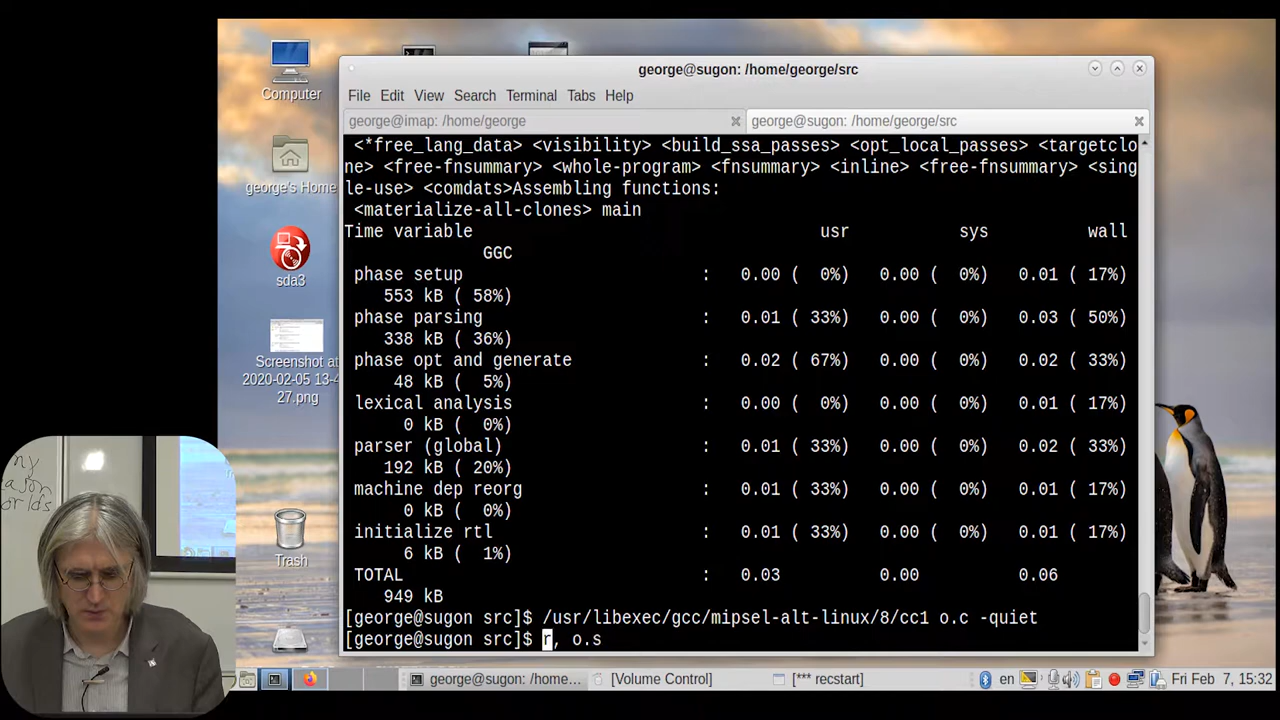 Computer
george's Home
sda3
Screenshot at
2020-02-05 13-4
27.png
Trash
ny
worlds
george@sugon: /home/george/src
File Edit View Search Terminal Tabs Help
george@imap: /home/george
george@sugon: /home/george/src
<*free_lang_data> <visibility> <build_ssa_passes> <opt_local_passes> <targetclo
ne> <free-fnsummary> <whole-program> <fnsummary> <inline> <free-fnsummary> <sing
le-use> <comdats>Assembling functions:
<materialize-all-clones> main
Time variable usr sys wall
GGC
phase setup : 0.00 ( 0%) 0.00 ( 0%) 0.01 ( 17%)
553 kB ( 58%)
phase parsing : 0.01 ( 33%) 0.00 ( 0%) 0.03 ( 50%)
338 kB ( 36%)
phase opt and generate : 0.02 ( 67%) 0.00 ( 0%) 0.02 ( 33%)
48 kB ( 5%)
lexical analysis : 0.00 ( 0%) 0.00 ( 0%) 0.01 ( 17%)
0 kB ( 0%)
parser (global) : 0.01 ( 33%) 0.00 ( 0%) 0.02 ( 33%)
192 kB ( 20%)
machine dep reorg : 0.01 ( 33%) 0.00 ( 0%) 0.01 ( 17%)
0 kB ( 0%)
initialize rtl : 0.01 ( 33%) 0.00 ( 0%) 0.01 ( 17%)
6 kB ( 1%)
TOTAL : 0.03 0.00 0.06
949 kB
[george@sugon src]$ /usr/libexec/gcc/mipsel-alt-linux/8/cc1 o.c -quiet
[george@sugon src]$ r, o.s
george@sugon: /home...
[Volume Control]
[*** recstart]
en
Fri Feb 7, 15:32